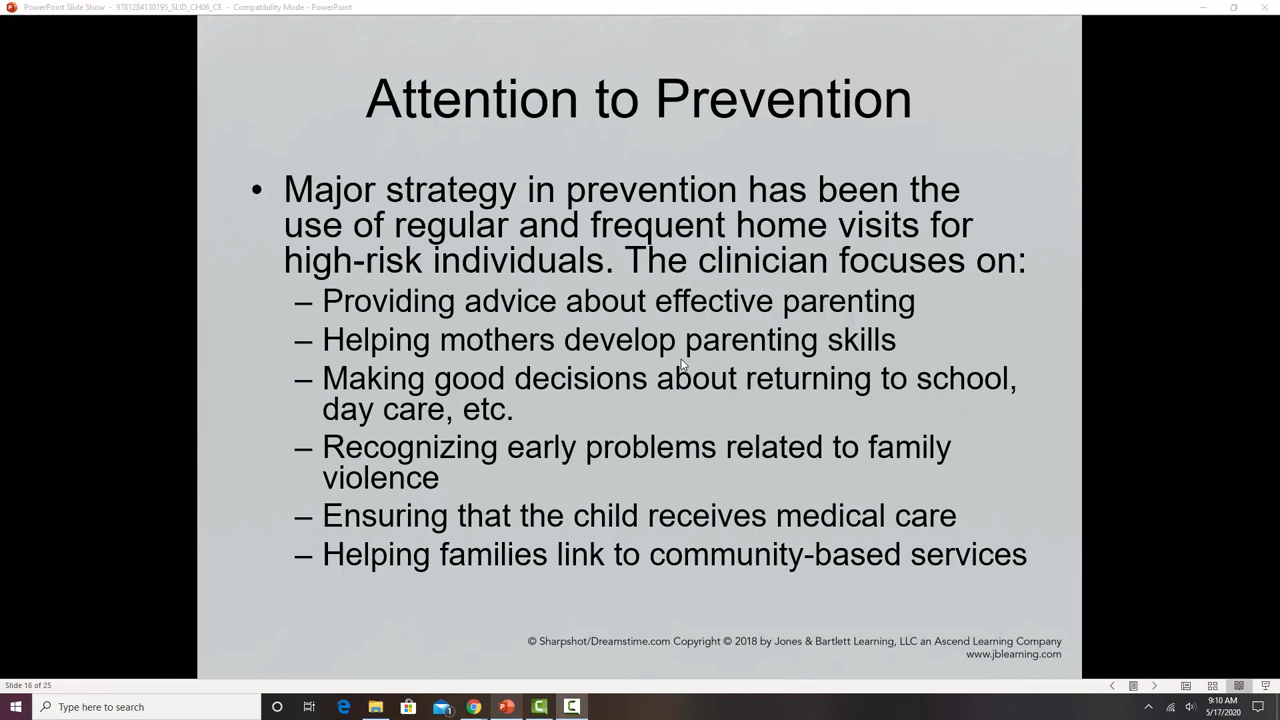 PowerPoint Slide Show - 9781284130195_SLID_CH06_CE - Compatibility Mode - PowerPoint
Attention to Prevention
• Major strategy in prevention has been the
use of regular and frequent home visits for
high-risk individuals. The clinician focuses on:
– Providing advice about effective parenting
– Helping mothers develop parenting skills
– Making good decisions about returning to school,
day care, etc.
– Recognizing early problems related to family
violence
– Ensuring that the child receives medical care
– Helping families link to community-based services
© Sharpshot/Dreamstime.com Copyright © 2018 by Jones & Bartlett Learning, LLC an Ascend Learning Company
www.jblearning.com
Slide 16 of 25
Type here to search
9:10 AM
5/17/2020